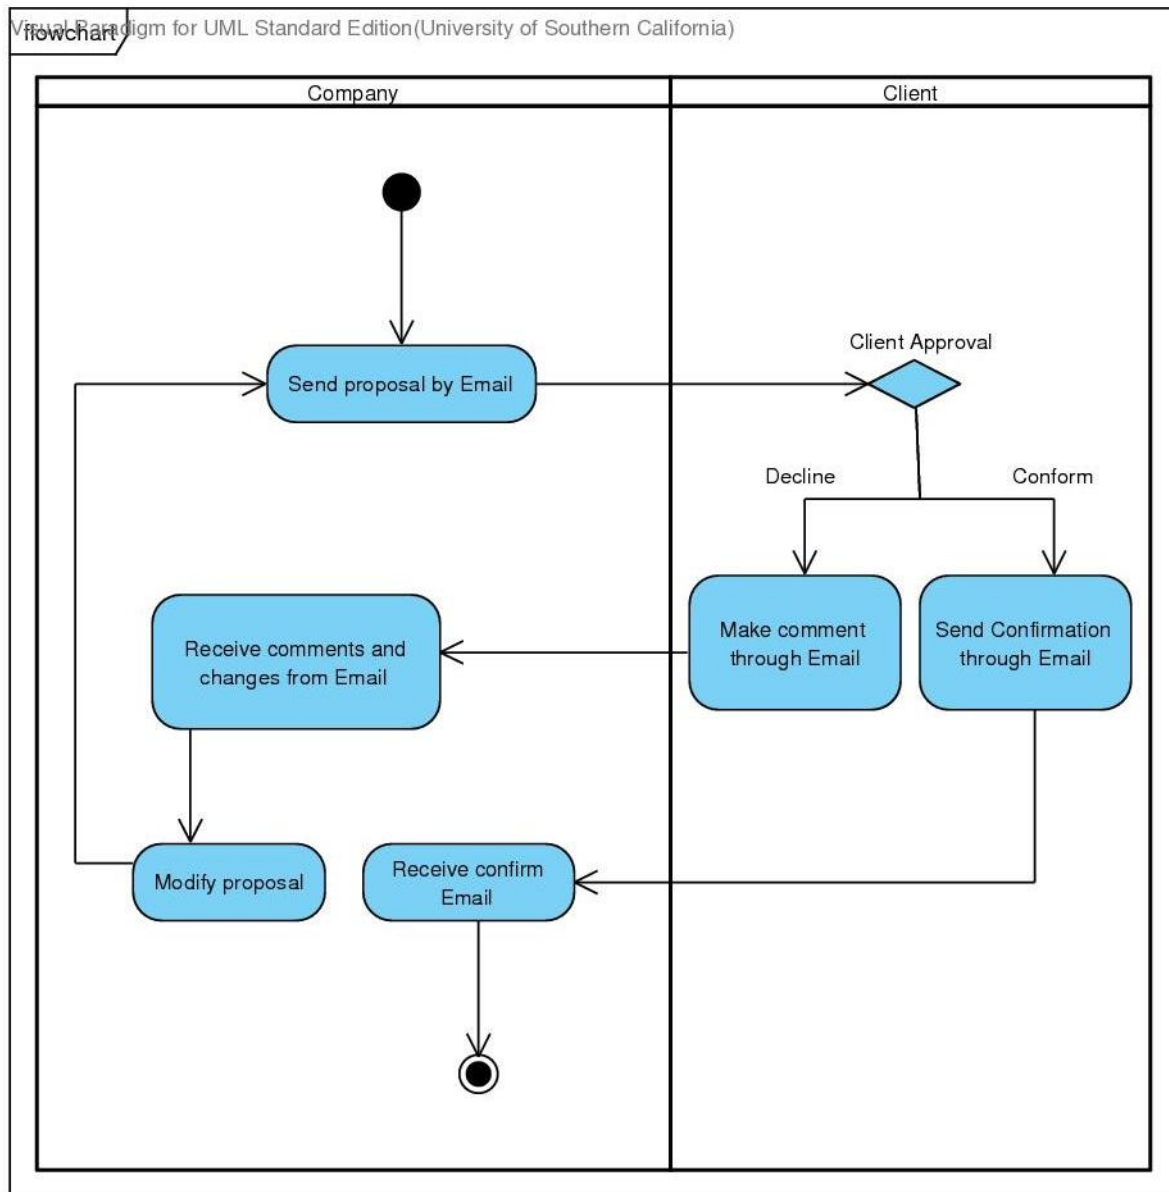 Visual Paradigm for UML Standard Edition(University of Southern California)
flowchart
Company
Client
Client Approval
Send proposal by Email
Decline
Conform
Make comment
through Email
Send Confirmation
through Email
Receive comments and
changes from Email
Modify proposal
Receive confirm
Email